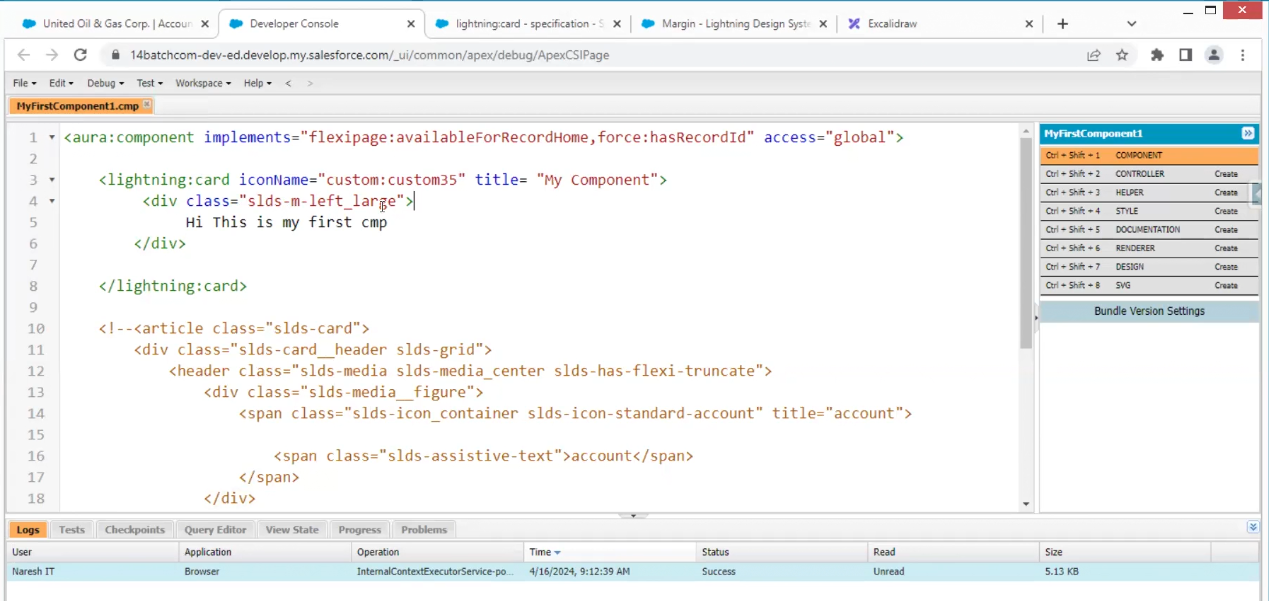 United Oil & Gas Corp. | Accoun
Developer Console
lightning:card - specification - S
Margin - Lightning Design Syste
Excalidraw
14batchcom-dev-ed.develop.my.salesforce.com/_ui/common/apex/debug/ApexCSIPage
File Edit Debug Test Workspace Help < >
MyFirstComponent1.cmp
1 <aura:component implements="flexipage:availableForRecordHome,force:hasRecordId" access="global">
2
3 <lightning:card iconName="custom:custom35" title= "My Component">
4 <div class="slds-m-left_large">
5 Hi This is my first cmp
6 </div>
7
8 </lightning:card>
9
10 <!--<article class="slds-card">
11 <div class="slds-card__header slds-grid">
12 <header class="slds-media slds-media_center slds-has-flexi-truncate">
13 <div class="slds-media__figure">
14 <span class="slds-icon_container slds-icon-standard-account" title="account">
15
16 <span class="slds-assistive-text">account</span>
17 </span>
18 </div>
MyFirstComponent1
Ctrl + Shift + 1 COMPONENT
Ctrl + Shift + 2 CONTROLLER Create
Ctrl + Shift + 3 HELPER Create
Ctrl + Shift + 4 STYLE Create
Ctrl + Shift + 5 DOCUMENTATION Create
Ctrl + Shift + 6 RENDERER Create
Ctrl + Shift + 7 DESIGN Create
Ctrl + Shift + 8 SVG Create
Bundle Version Settings
Logs Tests Checkpoints Query Editor View State Progress Problems
User Application Operation Time Status Read Size
Naresh IT Browser InternalContextExecutorService-po... 4/16/2024, 9:12:39 AM Success Unread 5.13 KB